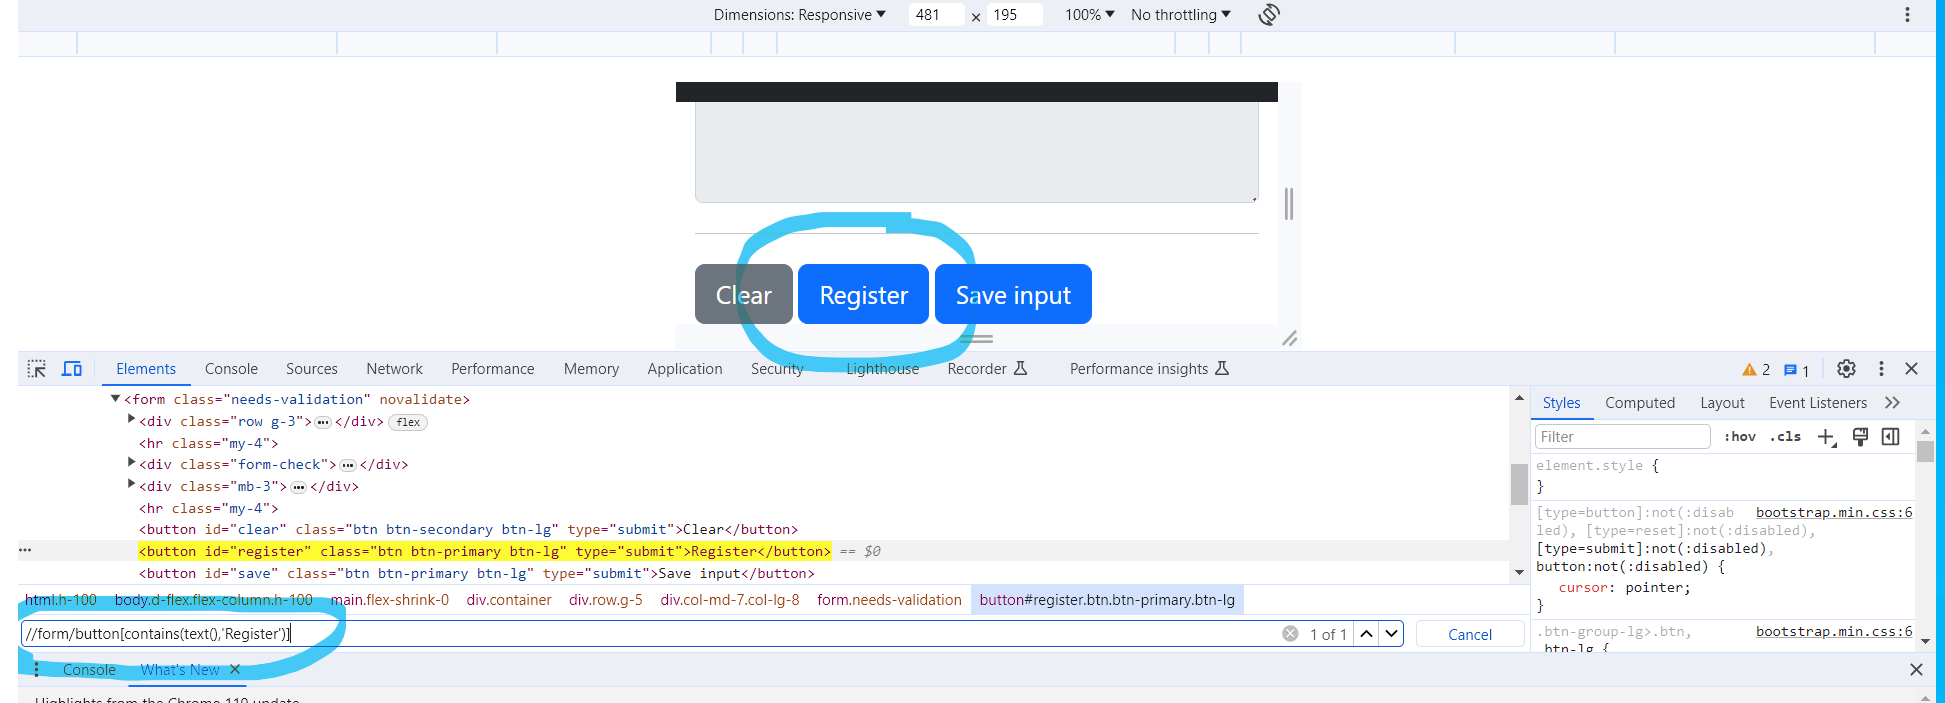 Dimensions: Responsive ▼ 481 × 195 100% ▼ No throttling ▼
Clear Register Save input
Elements Console Sources Network Performance Memory Application Security Lighthouse Recorder Performance insights 2 1
▼<form class="needs-validation" novalidate>
▶<div class="row g-3">…</div> flex
<hr class="my-4">
▶<div class="form-check">…</div>
▶<div class="mb-3">…</div>
<hr class="my-4">
<button id="clear" class="btn btn-secondary btn-lg" type="submit">Clear</button>
<button id="register" class="btn btn-primary btn-lg" type="submit">Register</button> == $0
<button id="save" class="btn btn-primary btn-lg" type="submit">Save input</button>
html.h-100 body.d-flex.flex-column.h-100 main.flex-shrink-0 div.container div.row.g-5 div.col-md-7.col-lg-8 form.needs-validation button#register.btn.btn-primary.btn-lg
//form/button[contains(text(),'Register')] 1 of 1 Cancel
Styles Computed Layout Event Listeners
Filter :hov .cls
element.style {
}
[type=button]:not(:disab bootstrap.min.css:6
led), [type=reset]:not(:disabled),
[type=submit]:not(:disabled),
button:not(:disabled) {
cursor: pointer;
}
.btn-group-lg>.btn, bootstrap.min.css:6
.btn-lg {
Console What's New ×
Highlights from the Chrome 119 update